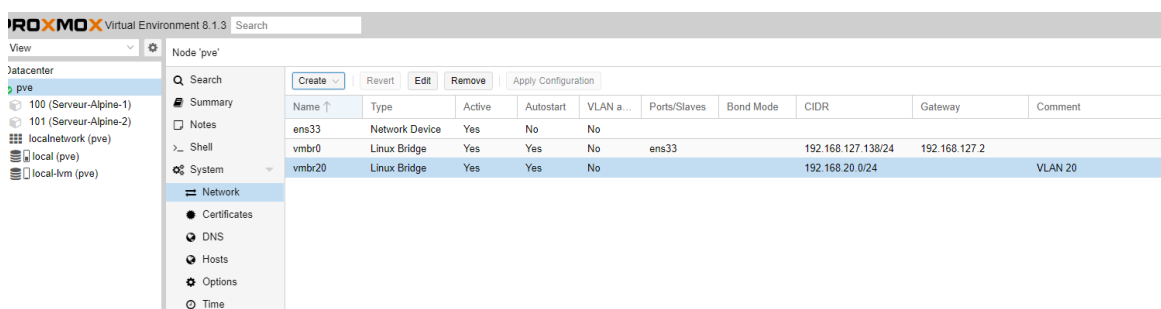 PROXMOX Virtual Environment 8.1.3 Search
View
Node 'pve'
Datacenter
pve
100 (Serveur-Alpine-1)
101 (Serveur-Alpine-2)
localnetwork (pve)
local (pve)
local-lvm (pve)
Search
Summary
Notes
Shell
System
Network
Certificates
DNS
Hosts
Options
Time
Create Revert Edit Remove Apply Configuration
Name Type Active Autostart VLAN a... Ports/Slaves Bond Mode CIDR Gateway Comment
ens33 Network Device Yes No No
vmbr0 Linux Bridge Yes Yes No ens33 192.168.127.138/24 192.168.127.2
vmbr20 Linux Bridge Yes Yes No 192.168.20.0/24 VLAN 20